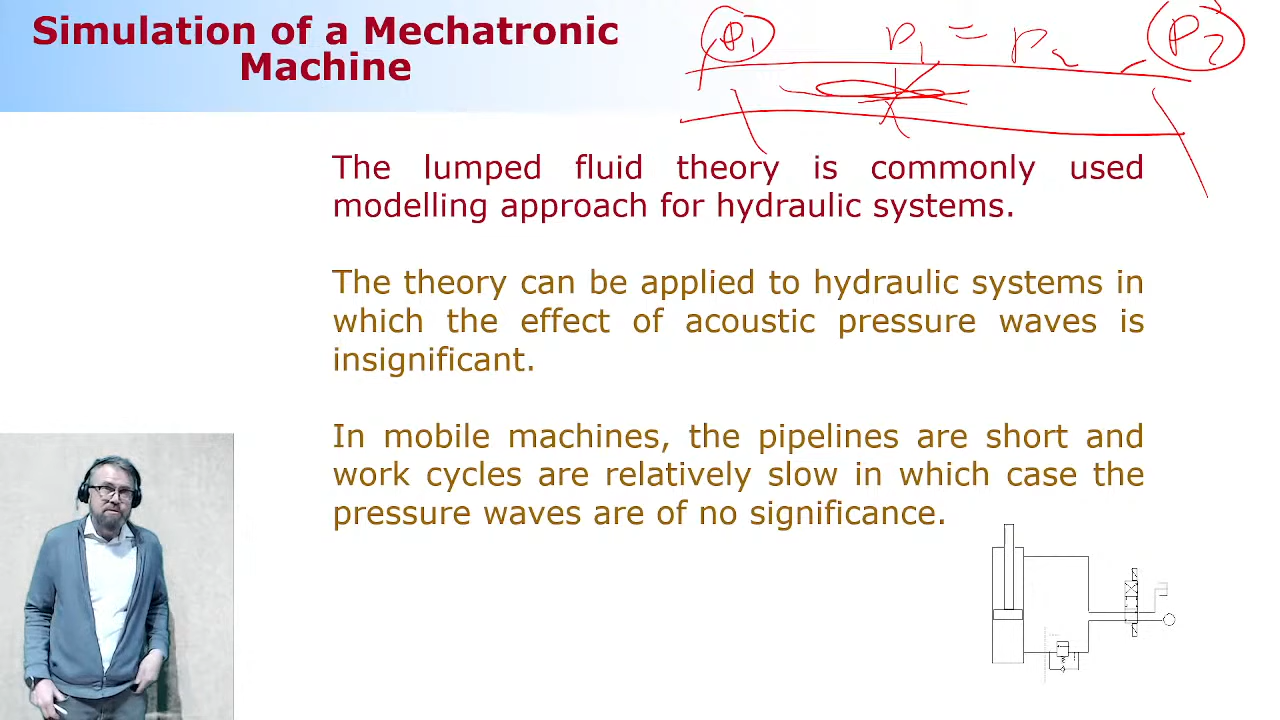 Simulation of a Mechatronic
Machine
P1
P1 = P2
P2
The lumped fluid theory is commonly used
modelling approach for hydraulic systems.
The theory can be applied to hydraulic systems in
which the effect of acoustic pressure waves is
insignificant.
In mobile machines, the pipelines are short and
work cycles are relatively slow in which case the
pressure waves are of no significance.